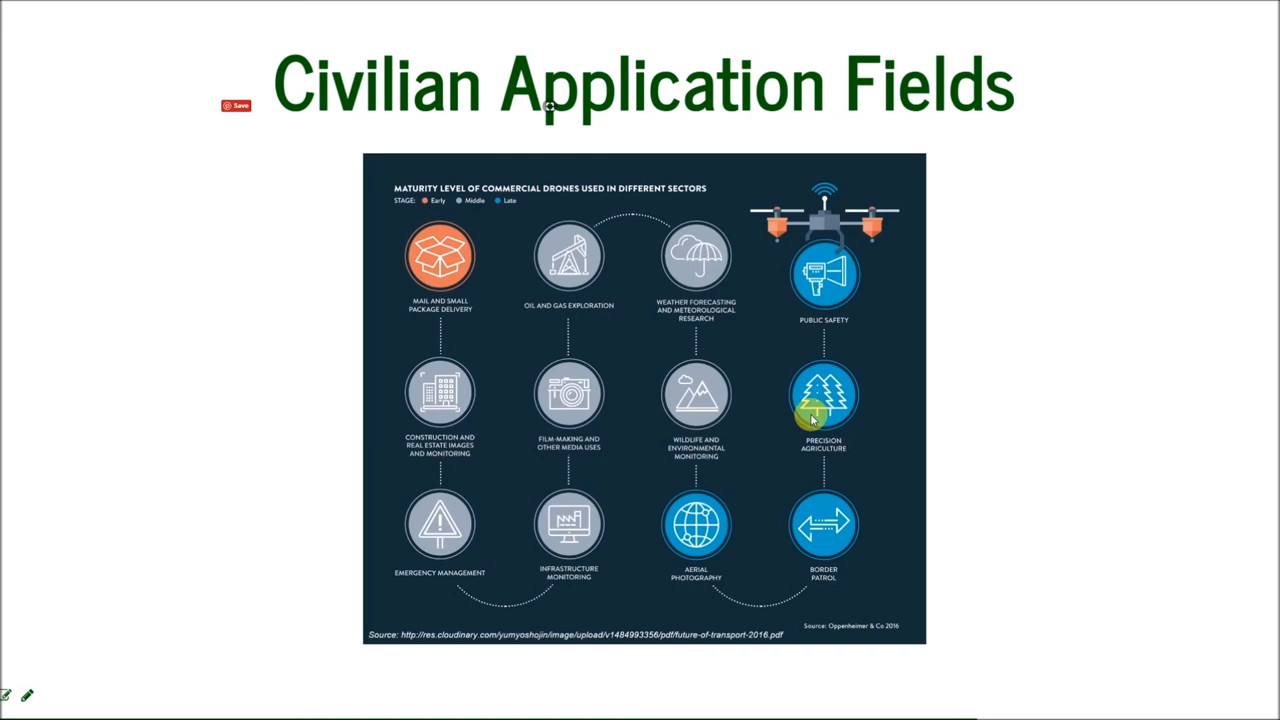 Civilian Application Fields
Save
MATURITY LEVEL OF COMMERCIAL DRONES USED IN DIFFERENT SECTORS
STAGE: Early Middle Late
MAIL AND SMALL
PACKAGE DELIVERY
OIL AND GAS EXPLORATION
WEATHER FORECASTING
AND METEOROLOGICAL
RESEARCH
PUBLIC SAFETY
CONSTRUCTION AND
REAL ESTATE IMAGES
AND MONITORING
FILM-MAKING AND
OTHER MEDIA USES
WILDLIFE AND
ENVIRONMENTAL
MONITORING
PRECISION
AGRICULTURE
EMERGENCY MANAGEMENT
INFRASTRUCTURE
MONITORING
AERIAL
PHOTOGRAPHY
BORDER
PATROL
Source: Oppenheimer & Co 2016
Source: http://res.cloudinary.com/yumyoshojin/image/upload/v1484993356/pdf/future-of-transport-2016.pdf